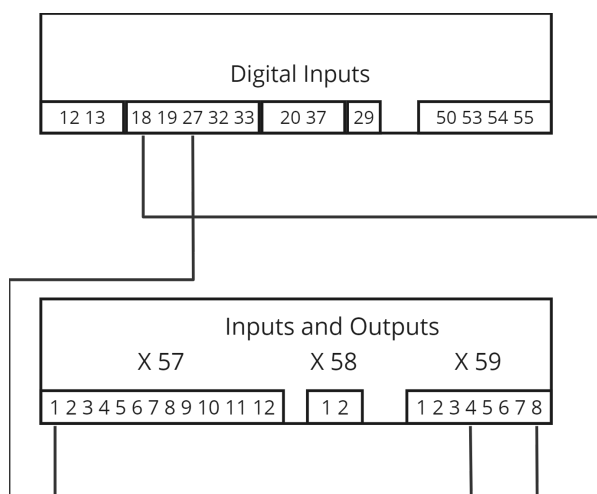 Digital Inputs
12 13 18 19 27 32 33 20 37 29 50 53 54 55
Inputs and Outputs
X 57 X 58 X 59
1 2 3 4 5 6 7 8 9 10 11 12 1 2 1 2 3 4 5 6 7 8